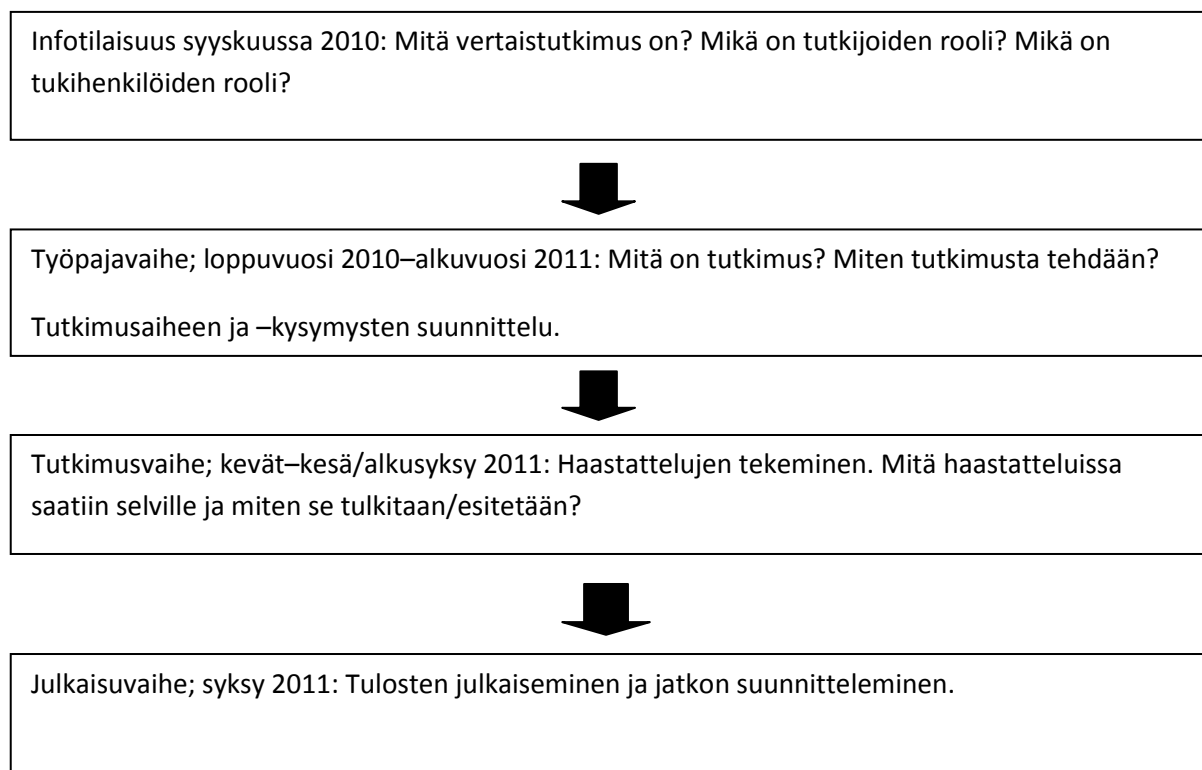 Infotilaisuus syyskuussa 2010: Mitä vertaistutkimus on? Mikä on tutkijoiden rooli? Mikä on
tukihenkilöiden rooli?
Työpajavaihe; loppuvuosi 2010–alkuvuosi 2011: Mitä on tutkimus? Miten tutkimusta tehdään?
Tutkimusaiheen ja –kysymysten suunnittelu.
Tutkimusvaihe; kevät–kesä/alkusyksy 2011: Haastattelujen tekeminen. Mitä haastatteluissa
saatiin selville ja miten se tulkitaan/esitetään?
Julkaisuvaihe; syksy 2011: Tulosten julkaiseminen ja jatkon suunnitteleminen.